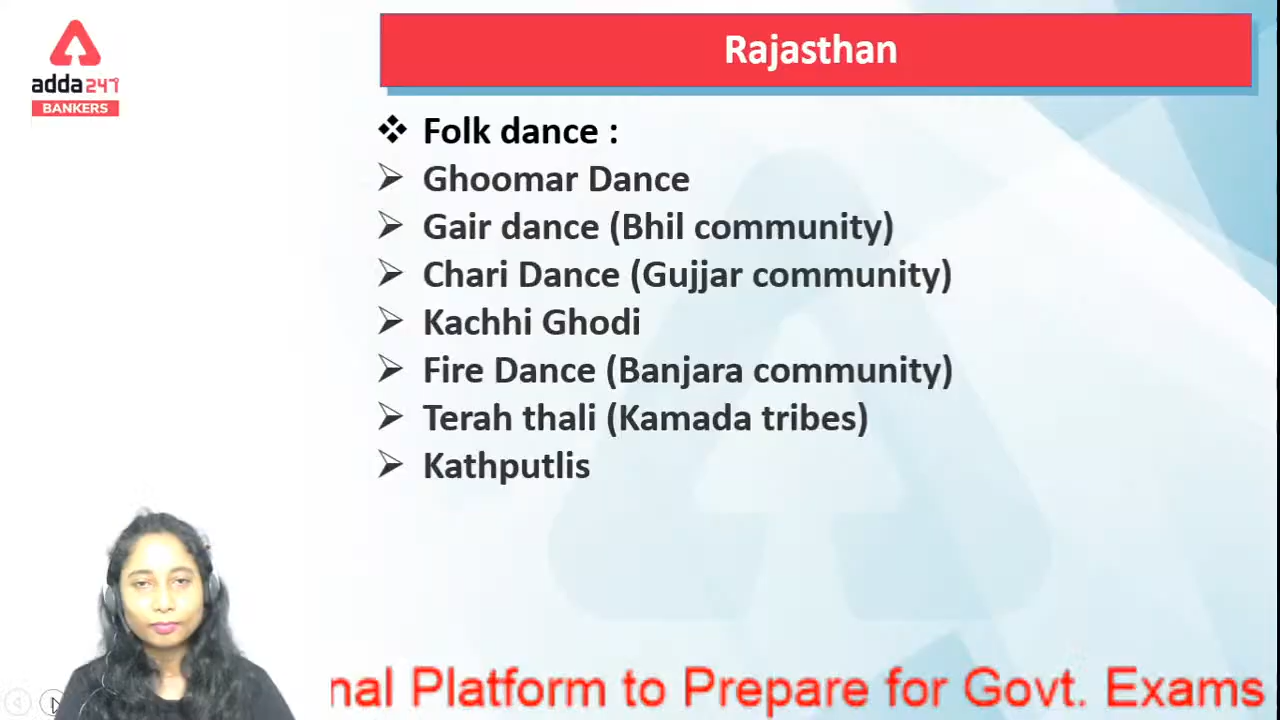 adda247
BANKERS
Rajasthan
Folk dance :
Ghoomar Dance
Gair dance (Bhil community)
Chari Dance (Gujjar community)
Kachhi Ghodi
Fire Dance (Banjara community)
Terah thali (Kamada tribes)
Kathputlis
nal Platform to Prepare for Govt. Exams